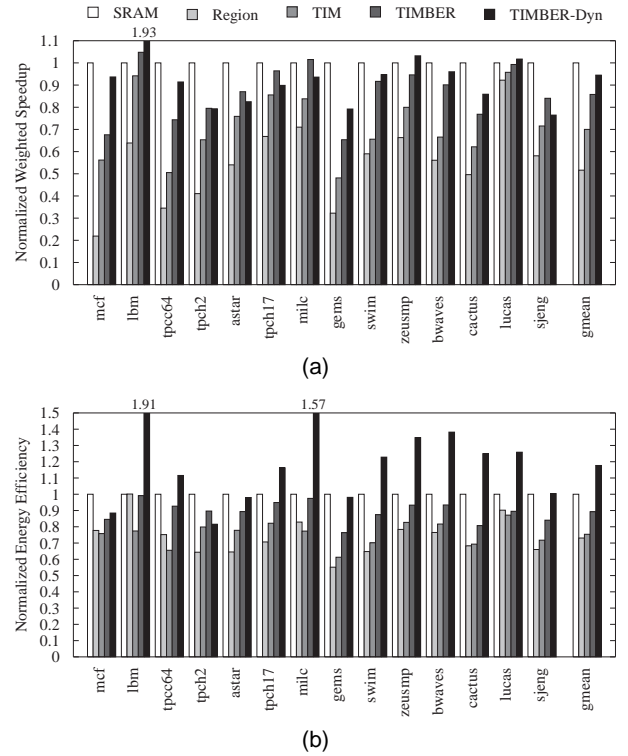 SRAM Region TIM TIMBER TIMBER-Dyn
1.93
1.1
1
0.9
0.8
0.7
0.6
0.5
0.4
0.3
0.2
0.1
0
Normalized Weighted Speedup
mcf
lbm
tpcc64
tpch2
astar
tpch17
milc
gems
swim
zeusmp
bwaves
cactus
lucas
sjeng
gmean
(a)
1.91 1.57
1.5
1.4
1.3
1.2
1.1
1
0.9
0.8
0.7
0.6
0.5
0.4
0.3
0.2
0.1
0
Normalized Energy Efficiency
mcf
lbm
tpcc64
tpch2
astar
tpch17
milc
gems
swim
zeusmp
bwaves
cactus
lucas
sjeng
gmean
(b)